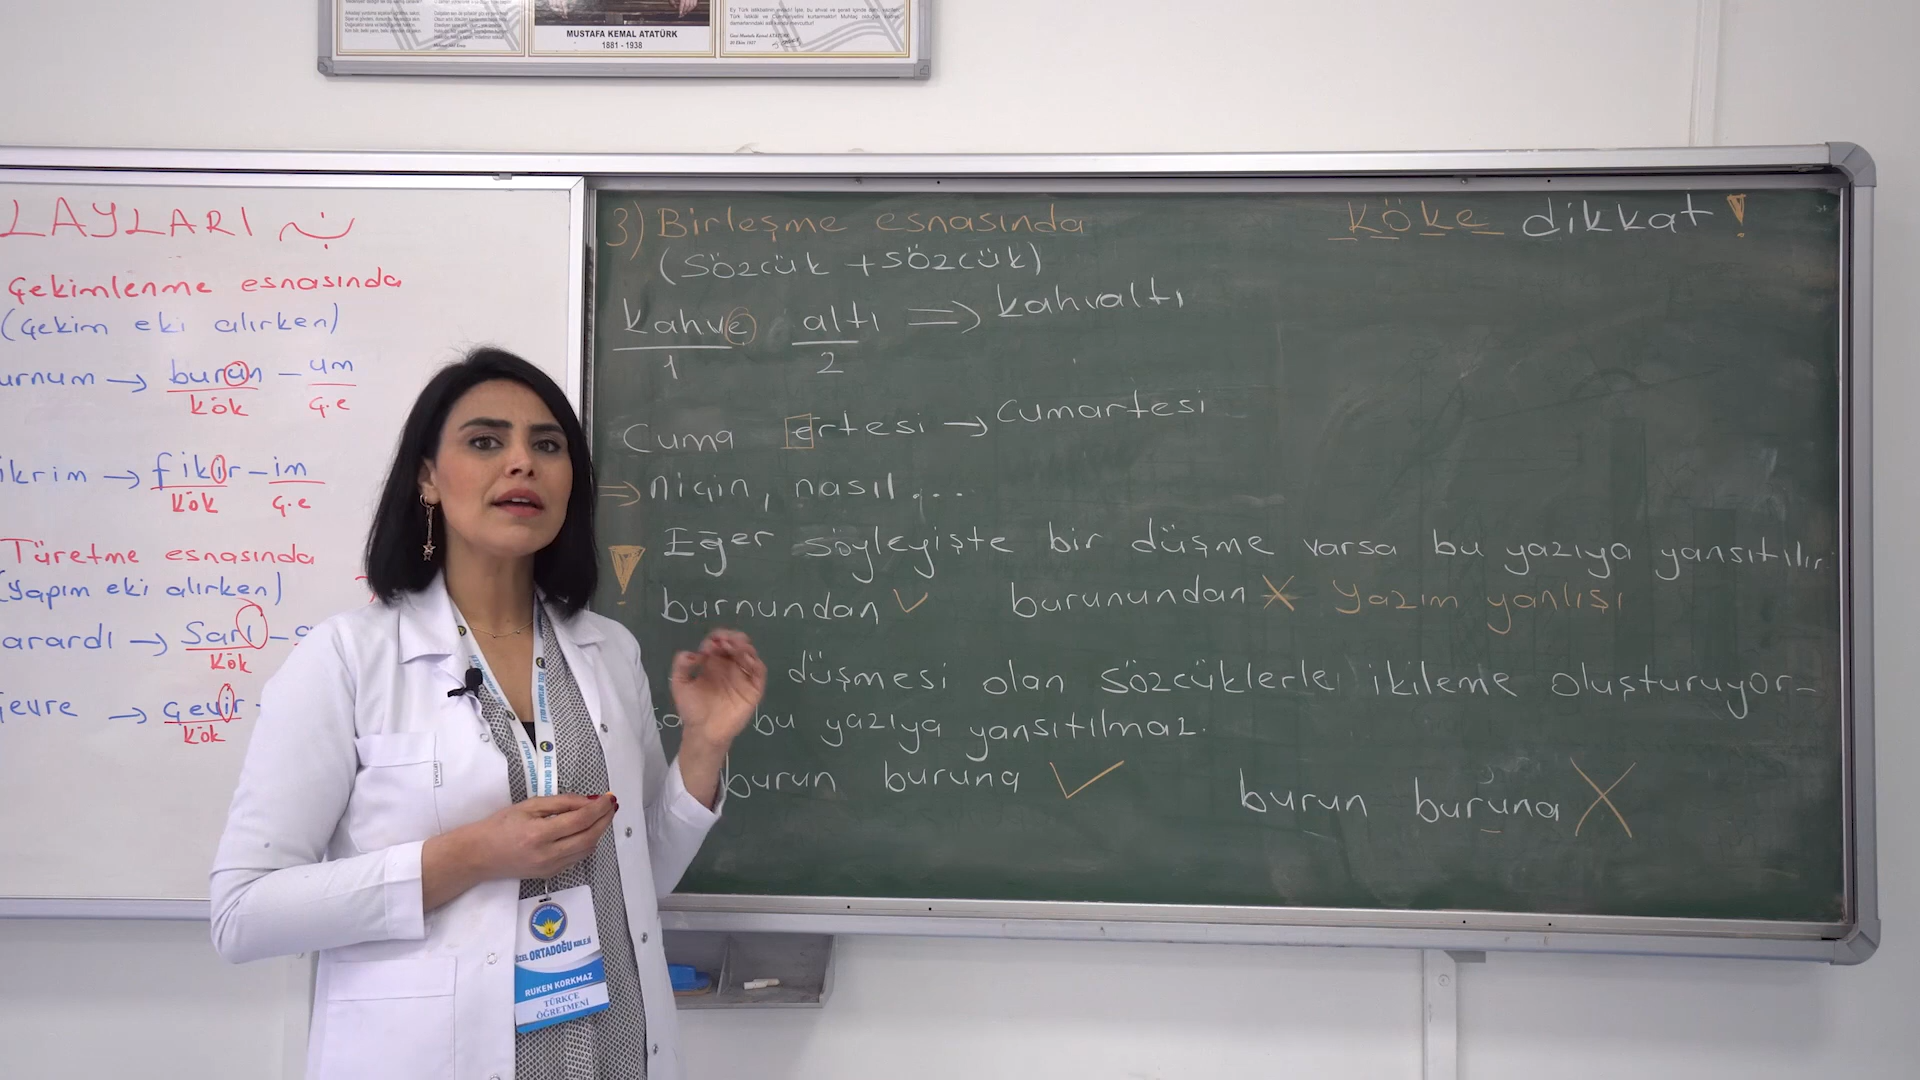 MUSTAFA KEMAL ATATÜRK
1881 - 1938
LAYLARI
Çekimlenme esnasında
(Çekim eki alırken)
urnum → burun - um
kök ç.e
ikrim → fikir - im
kök ç.e
Türetme esnasında
(Yapım eki alırken)
arardı → Sarı -
kök
evre → çevir -
kök
3) Birleşme esnasında
(Sözcük + sözcük)
KÖKE dikkat !
kahve altı ⇒ kahvaltı
1 2
Cuma ertesi → Cumartesi
⇒ niçin, nasıl...
! Eğer söyleyişte bir düşme varsa bu yazıya yansıtılır.
burnundan ✓ burunundan X Yazım yanlışı
düşmesi olan sözcüklerle ikileme oluşturuyor-
sa bu yazıya yansıtılmaz.
burun buruna ✓ burun buruna X
ÖZEL ORTADOĞU KOLEJİ
RUKEN KORKMAZ
TÜRKÇE
ÖĞRETMENİ